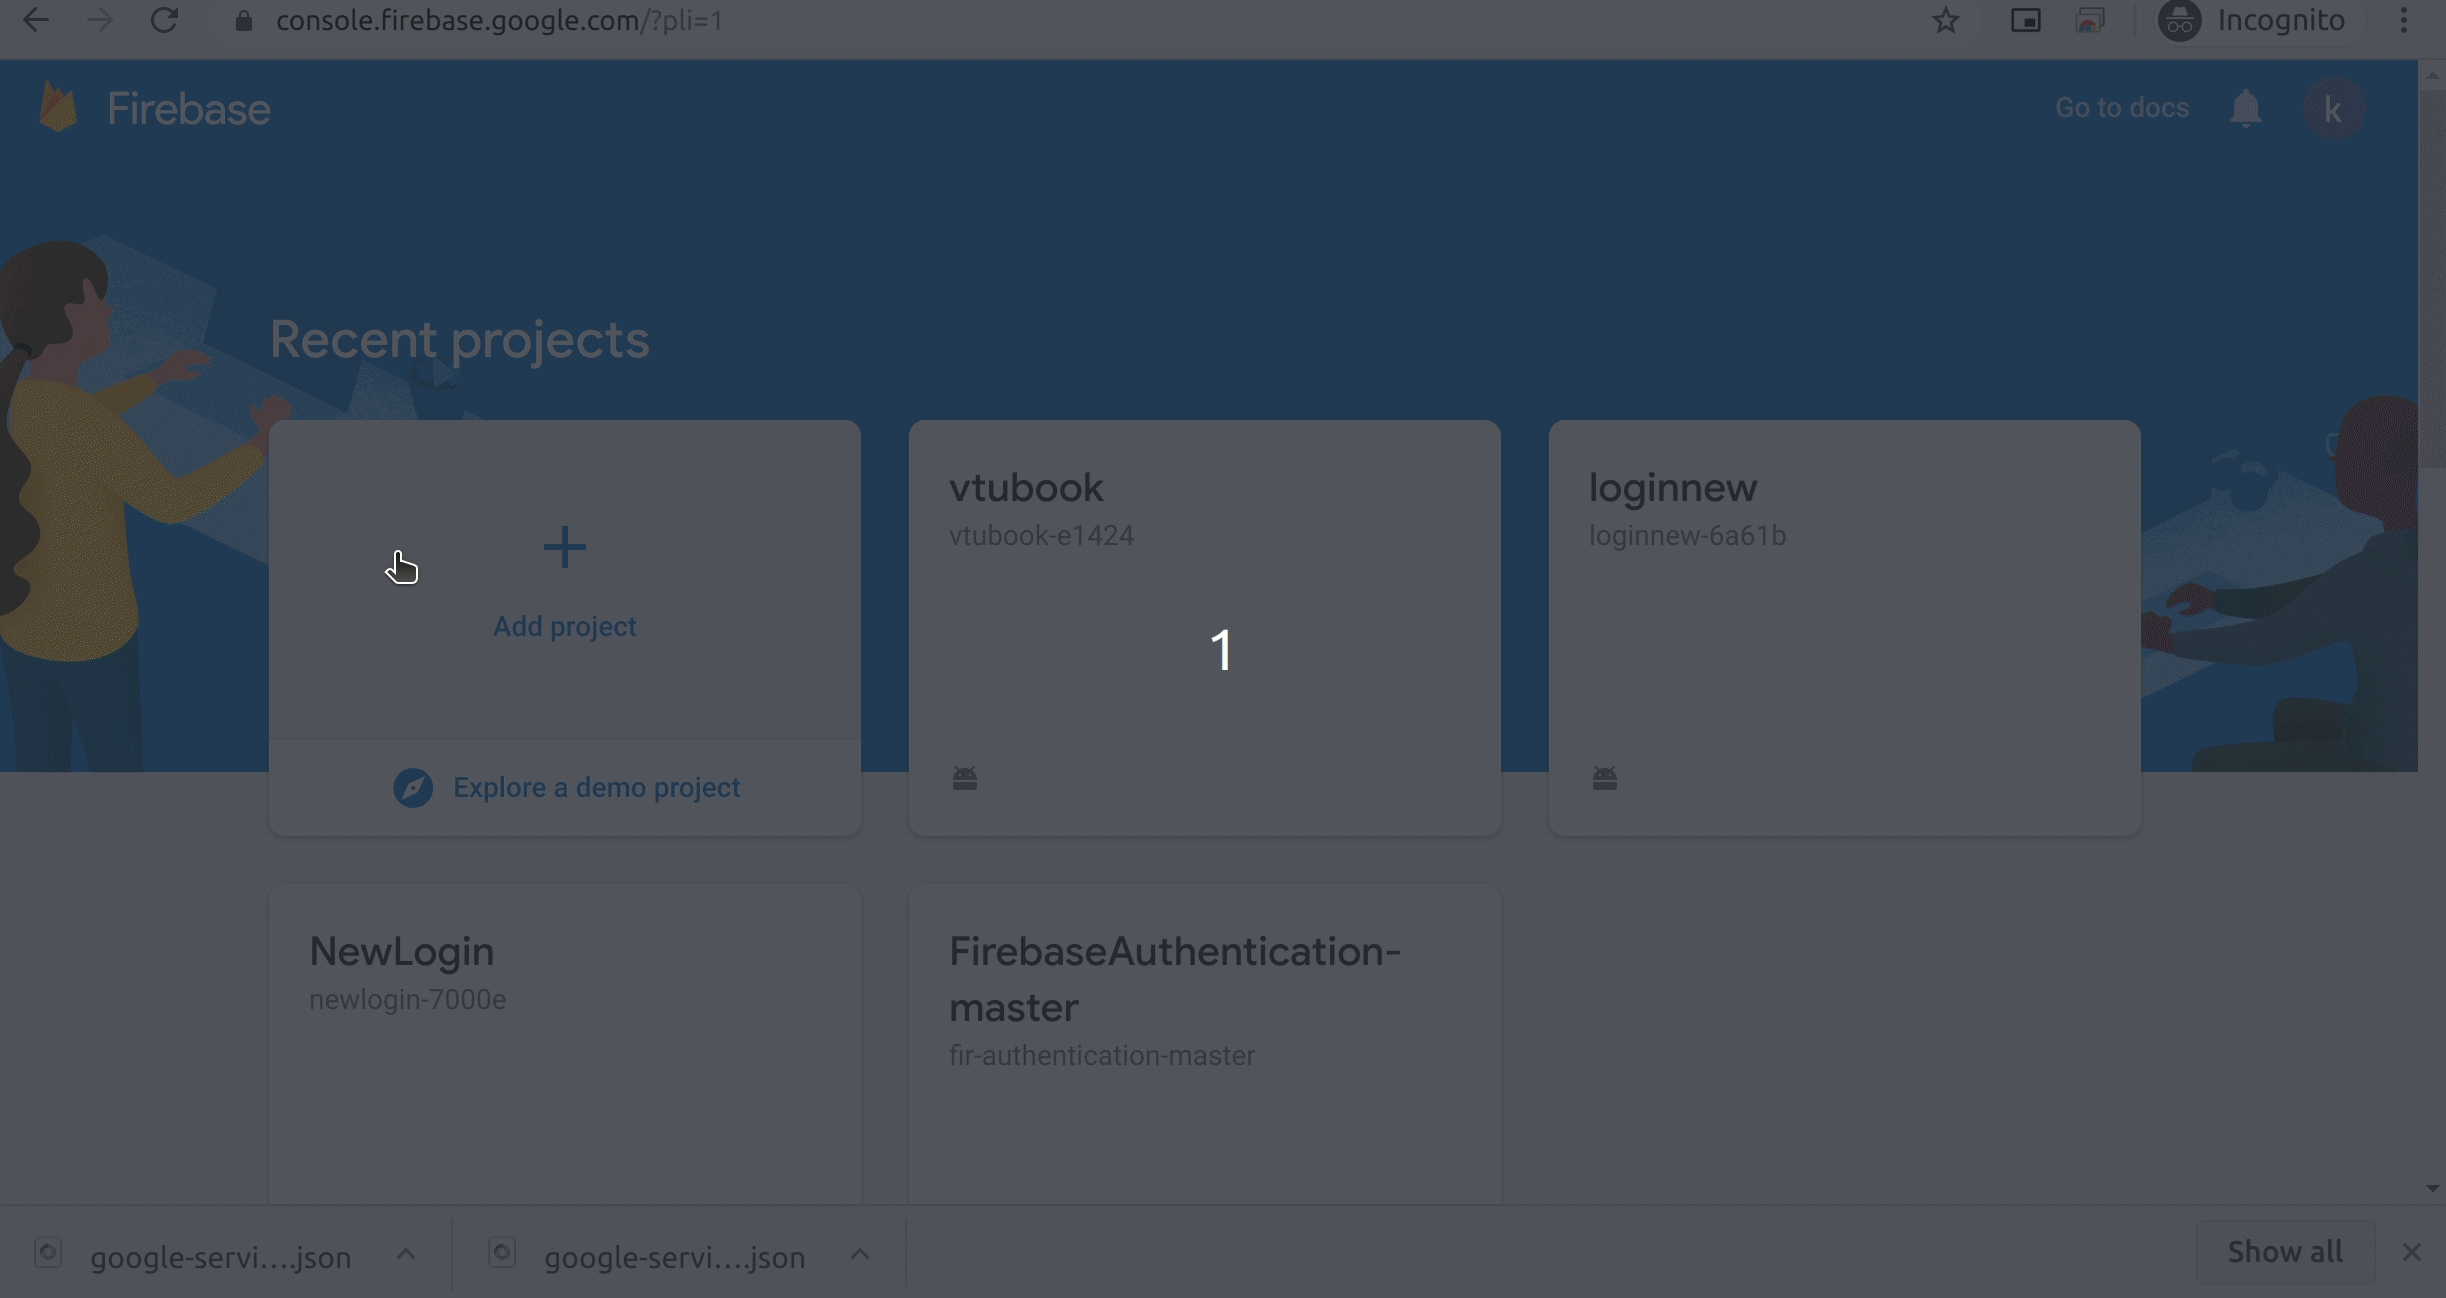 console.firebase.google.com/?pli=1
Incognito
Firebase
Go to docs
k
Recent projects
Add project
Explore a demo project
vtubook
vtubook-e1424
1
loginnew
loginnew-6a61b
NewLogin
newlogin-7000e
FirebaseAuthentication-
master
fir-authentication-master
google-servi....json
google-servi....json
Show all